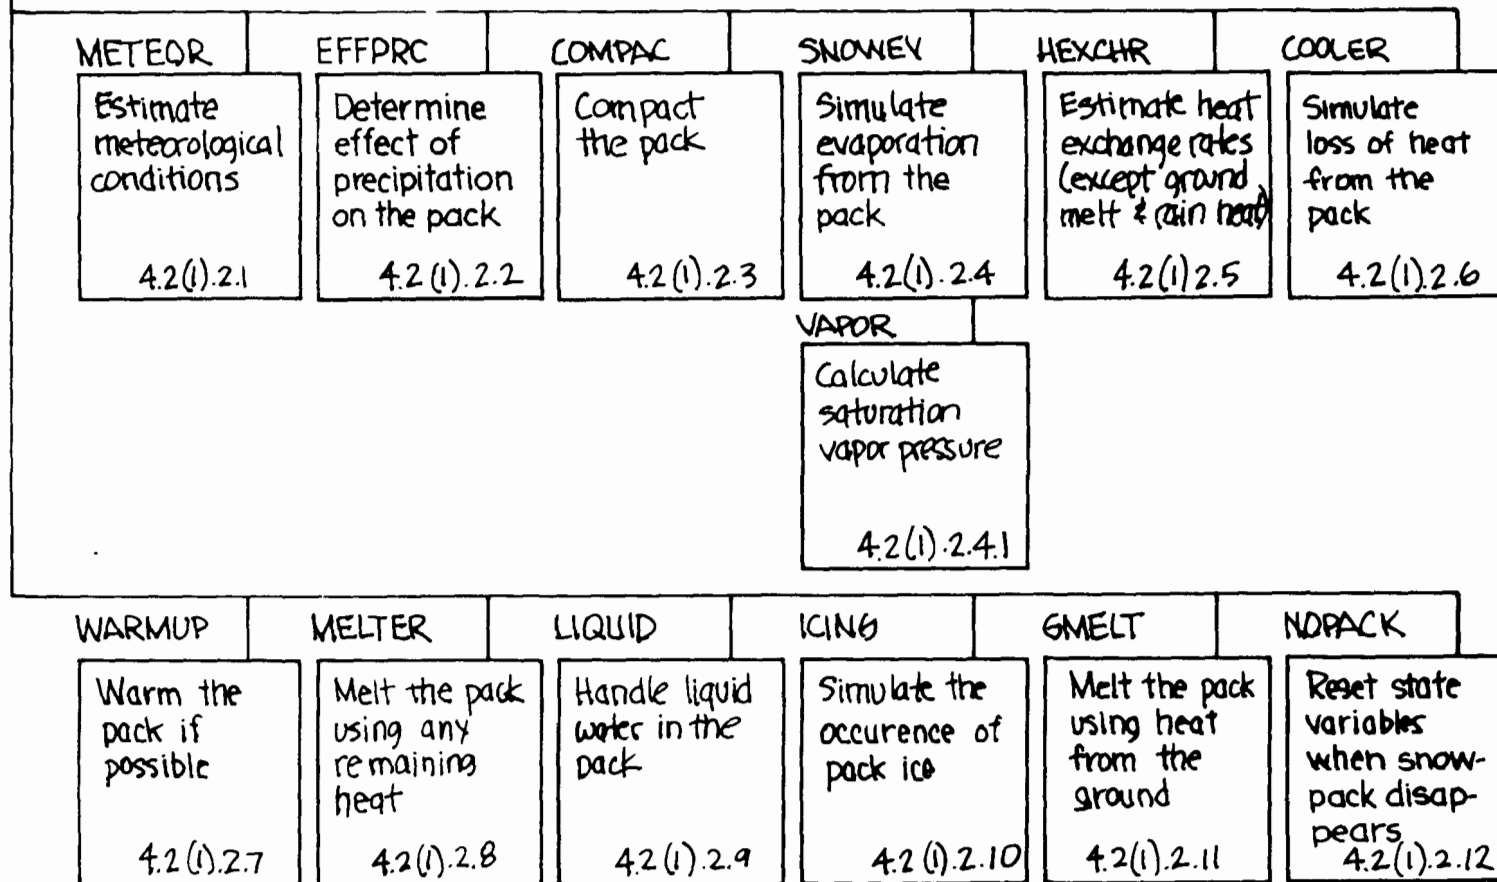 METEOR
Estimate
meteorological
conditions
4.2(1).2.1
EFFPRC
Determine
effect of
precipitation
on the pack
4.2(1).2.2
COMPAC
Compact
the pack
4.2(1).2.3
SNOWEV
Simulate
evaporation
from the
pack
4.2(1).2.4
HEXCHR
Estimate heat
exchange rates
(except ground
melt & rain heat)
4.2(1)2.5
COOLER
Simulate
loss of heat
from the
pack
4.2(1).2.6
VAPOR
Calculate
saturation
vapor pressure
4.2(1).2.4.1
WARMUP
Warm the
pack if
possible
4.2(1).2.7
MELTER
Melt the pack
using any
remaining
heat
4.2(1).2.8
LIQUID
Handle liquid
water in the
pack
4.2(1).2.9
ICING
Simulate the
occurence of
pack ice
4.2(1).2.10
GMELT
Melt the pack
using heat
from the
ground
4.2(1).2.11
NOPACK
Reset state
variables
when snow-
pack disap-
pears
4.2(1).2.12